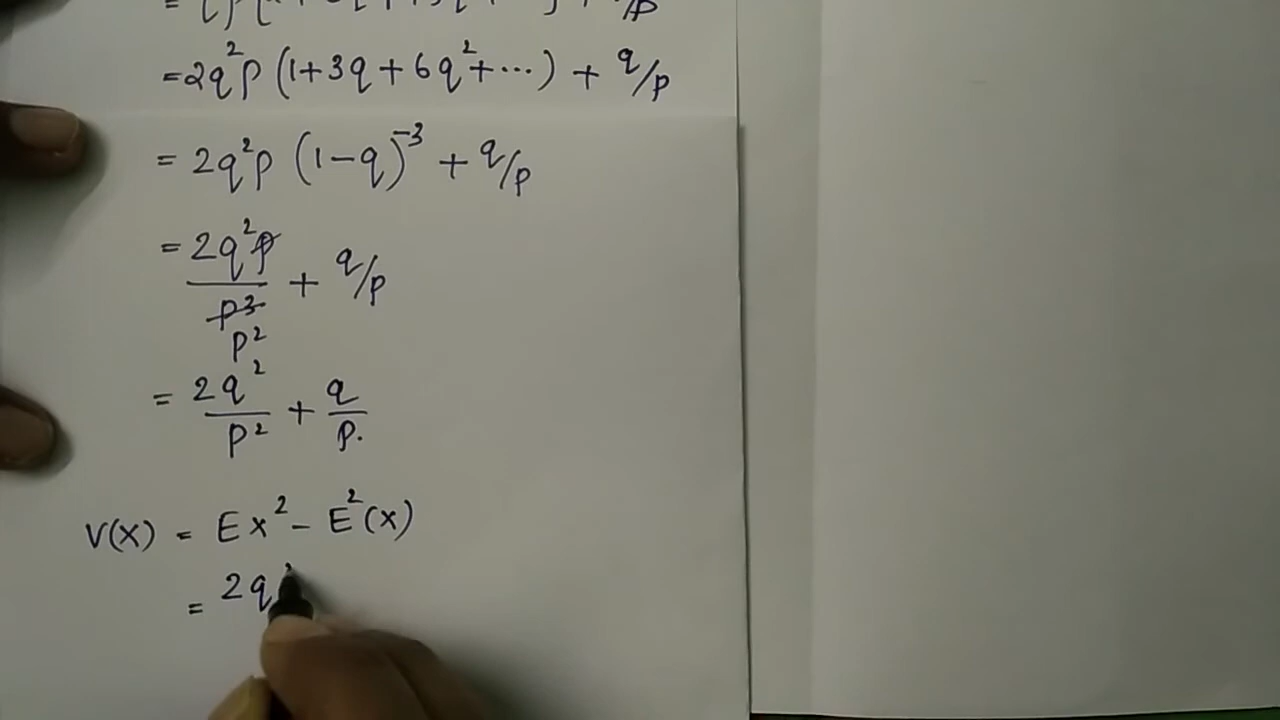 =2q²p (1+3q+6q²+...) + q/p
= 2q²p (1-q)⁻³ + q/p
= 2q²p/p³ + q/p
p²
= 2q²/p² + q/p.
V(X) = Ex² - E²(x)
= 2q